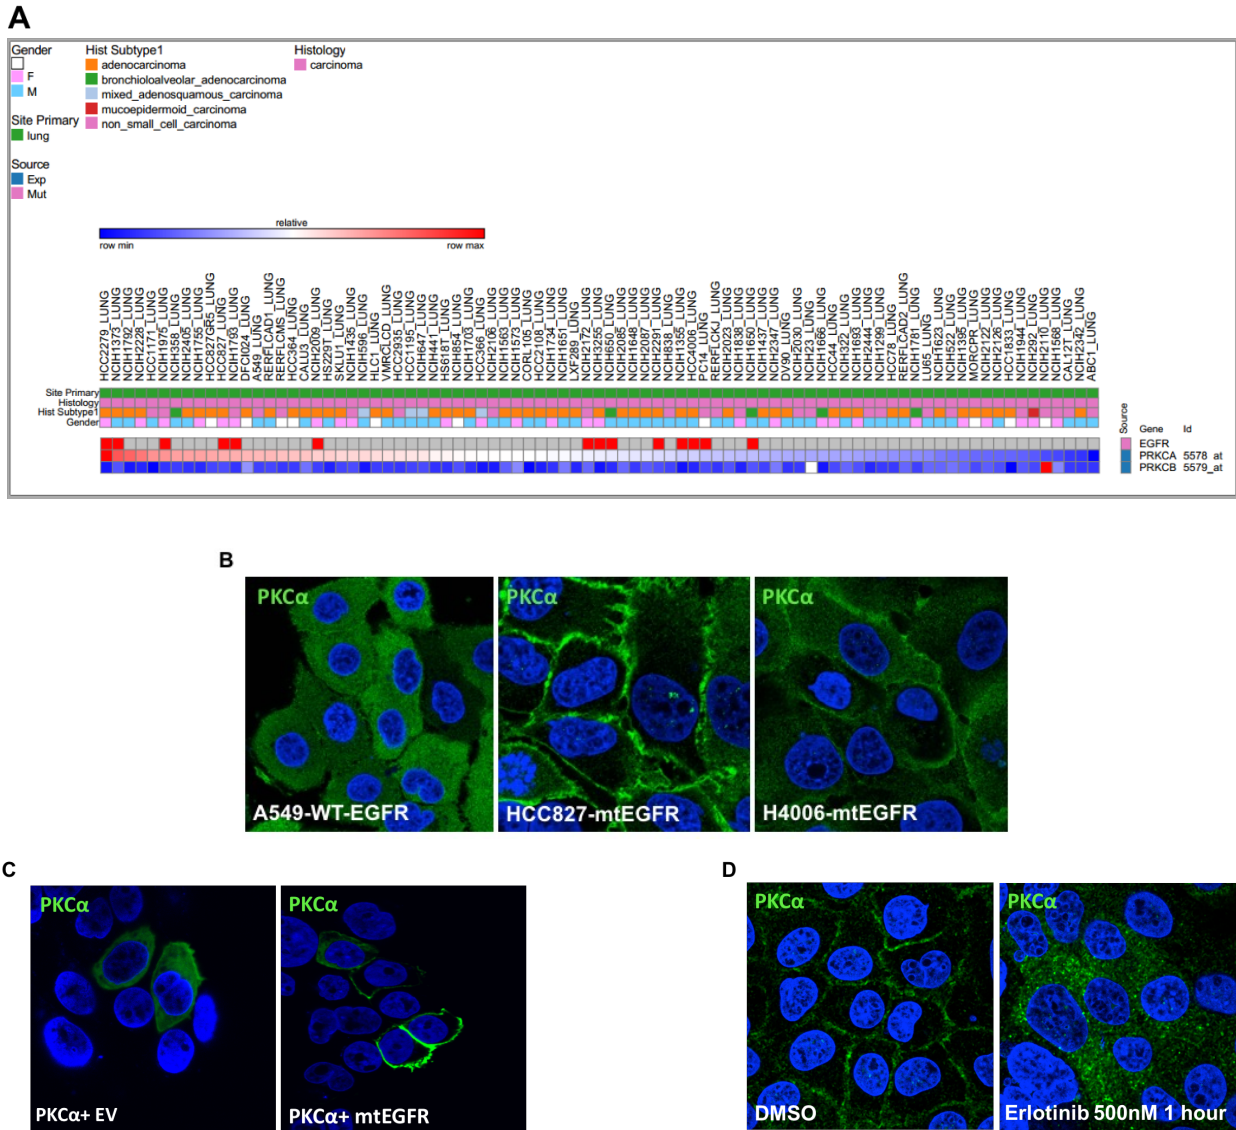 A
Gender
F
M
Site Primary
lung
Source
Exp
Mut
Hist Subtype1
adenocarcinoma
bronchioloalveolar_adenocarcinoma
mixed_adenosquamous_carcinoma
mucoepidermoid_carcinoma
non_small_cell_carcinoma
Histology
carcinoma
relative
row min
row max
HCC2279_LUNG
NCIH1373_LUNG
NCIH1792_LUNG
NCIH2228_LUNG
HCC1171_LUNG
NCIH1975_LUNG
NCIH358_LUNG
NCIH2405_LUNG
NCIH1755_LUNG
HCC827GR5_LUNG
HCC827_LUNG
NCIH1793_LUNG
DFCI024_LUNG
A549_LUNG
RERFLCAD1_LUNG
RERFLCMS_LUNG
HCC364_LUNG
CALU3_LUNG
NCIH2009_LUNG
HS229T_LUNG
SKLU1_LUNG
NCIH1435_LUNG
NCIH596_LUNG
HLC1_LUNG
VMRCLCD_LUNG
HCC2935_LUNG
HCC1195_LUNG
NCIH647_LUNG
NCIH441_LUNG
HS618T_LUNG
NCIH854_LUNG
NCIH1703_LUNG
HCC366_LUNG
NCIH2106_LUNG
NCIH1563_LUNG
NCIH1573_LUNG
CORL105_LUNG
HCC2108_LUNG
NCIH1734_LUNG
NCIH1651_LUNG
LXF289_LUNG
NCIH2172_LUNG
NCIH3255_LUNG
NCIH650_LUNG
NCIH2085_LUNG
NCIH1648_LUNG
NCIH2087_LUNG
NCIH2291_LUNG
NCIH838_LUNG
NCIH1355_LUNG
HCC4006_LUNG
PC14_LUNG
RERFLCKJ_LUNG
NCIH2023_LUNG
NCIH1838_LUNG
NCIH1650_LUNG
NCIH1437_LUNG
NCIH2347_LUNG
DV90_LUNG
NCIH2030_LUNG
NCIH23_LUNG
NCIH1666_LUNG
HCC44_LUNG
NCIH322_LUNG
NCIH1693_LUNG
NCIH2444_LUNG
NCIH1299_LUNG
HCC78_LUNG
RERFLCAD2_LUNG
NCIH1781_LUNG
LU65_LUNG
NCIH1623_LUNG
NCIH522_LUNG
NCIH1395_LUNG
MORCPR_LUNG
NCIH2122_LUNG
NCIH2126_LUNG
HCC1833_LUNG
NCIH1944_LUNG
NCIH292_LUNG
NCIH2110_LUNG
NCIH1568_LUNG
CAL12T_LUNG
NCIH2342_LUNG
ABC1_LUNG
Site Primary
Histology
Hist Subtype1
Gender
Source
Gene Id
EGFR
PRKCA 5578_at
PRKCB 5579_at
B
PKCα
A549-WT-EGFR
PKCα
HCC827-mtEGFR
PKCα
H4006-mtEGFR
C
PKCα
PKCα+ EV
PKCα
PKCα+ mtEGFR
D
PKCα
DMSO
PKCα
Erlotinib 500nM 1 hour